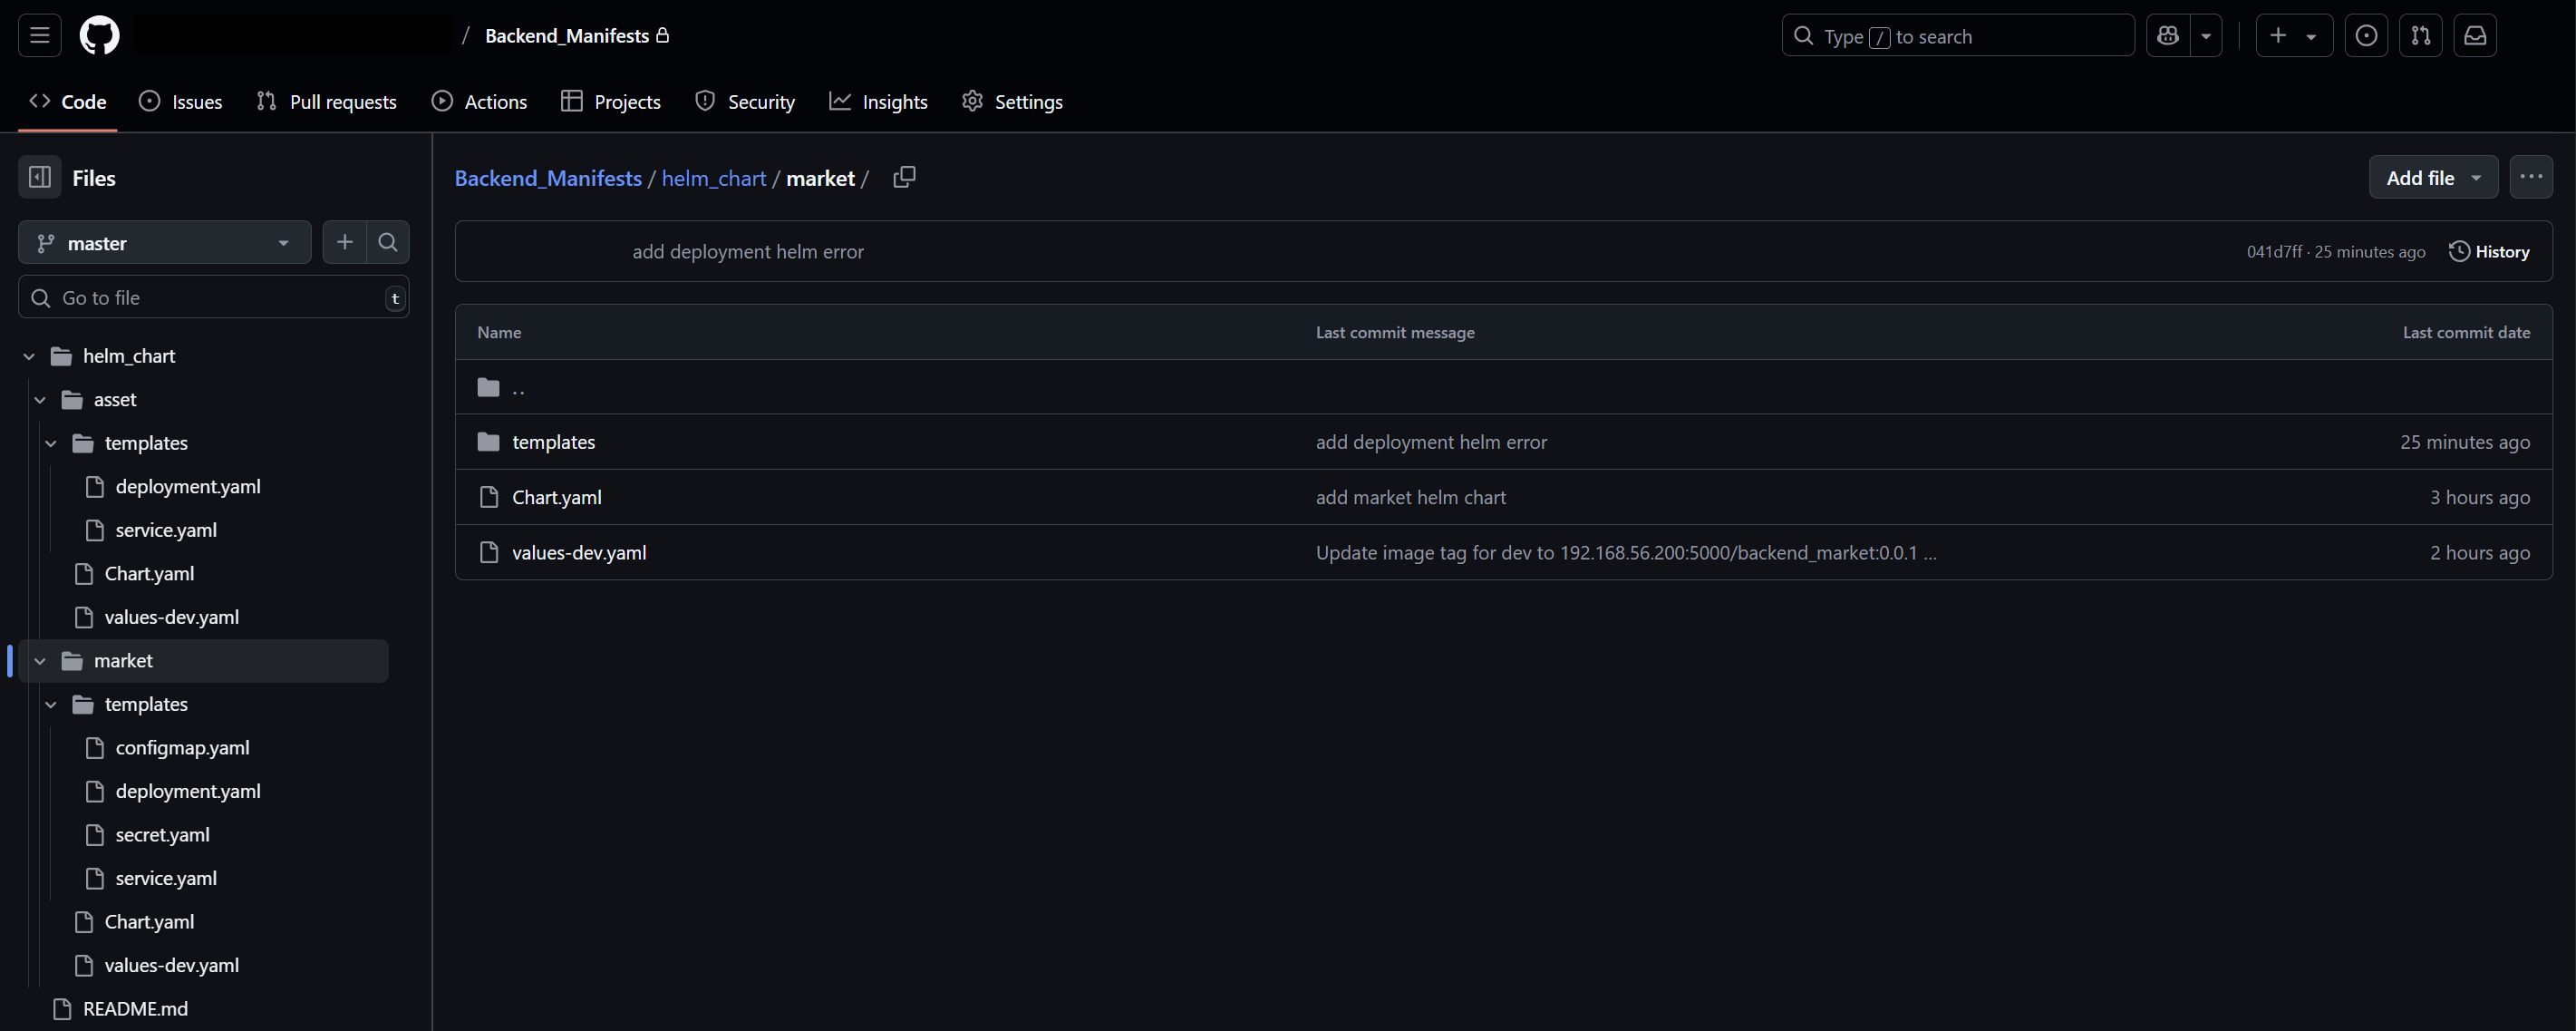 / Backend_Manifests
Type / to search
Code Issues Pull requests Actions Projects Security Insights Settings
Files
master
Go to file t
helm_chart
asset
templates
deployment.yaml
service.yaml
Chart.yaml
values-dev.yaml
market
templates
configmap.yaml
deployment.yaml
secret.yaml
service.yaml
Chart.yaml
values-dev.yaml
README.md
Backend_Manifests / helm_chart / market /
Add file
add deployment helm error 041d7ff · 25 minutes ago History
Name Last commit message Last commit date
..
templates add deployment helm error 25 minutes ago
Chart.yaml add market helm chart 3 hours ago
values-dev.yaml Update image tag for dev to 192.168.56.200:5000/backend_market:0.0.1 ... 2 hours ago